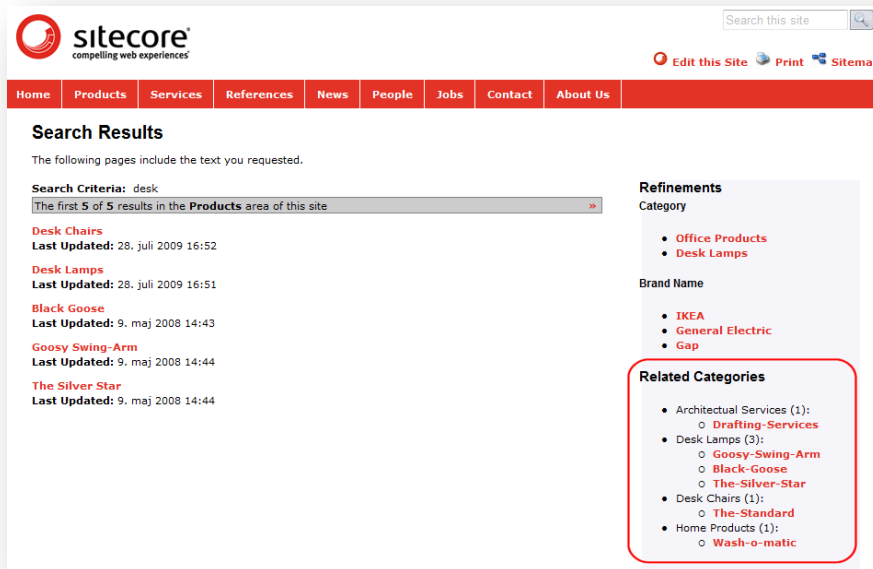 Search this site
sitecore
compelling web experiences
Edit this Site Print Sitema
Home Products Services References News People Jobs Contact About Us
Search Results
The following pages include the text you requested.
Search Criteria: desk
The first 5 of 5 results in the Products area of this site »
Desk Chairs
Last Updated: 28. juli 2009 16:52
Desk Lamps
Last Updated: 28. juli 2009 16:51
Black Goose
Last Updated: 9. maj 2008 14:43
Goosy Swing-Arm
Last Updated: 9. maj 2008 14:44
The Silver Star
Last Updated: 9. maj 2008 14:44
Refinements
Category
Office Products
Desk Lamps
Brand Name
IKEA
General Electric
Gap
Related Categories
Architectual Services (1):
Drafting-Services
Desk Lamps (3):
Goosy-Swing-Arm
Black-Goose
The-Silver-Star
Desk Chairs (1):
The-Standard
Home Products (1):
Wash-o-matic